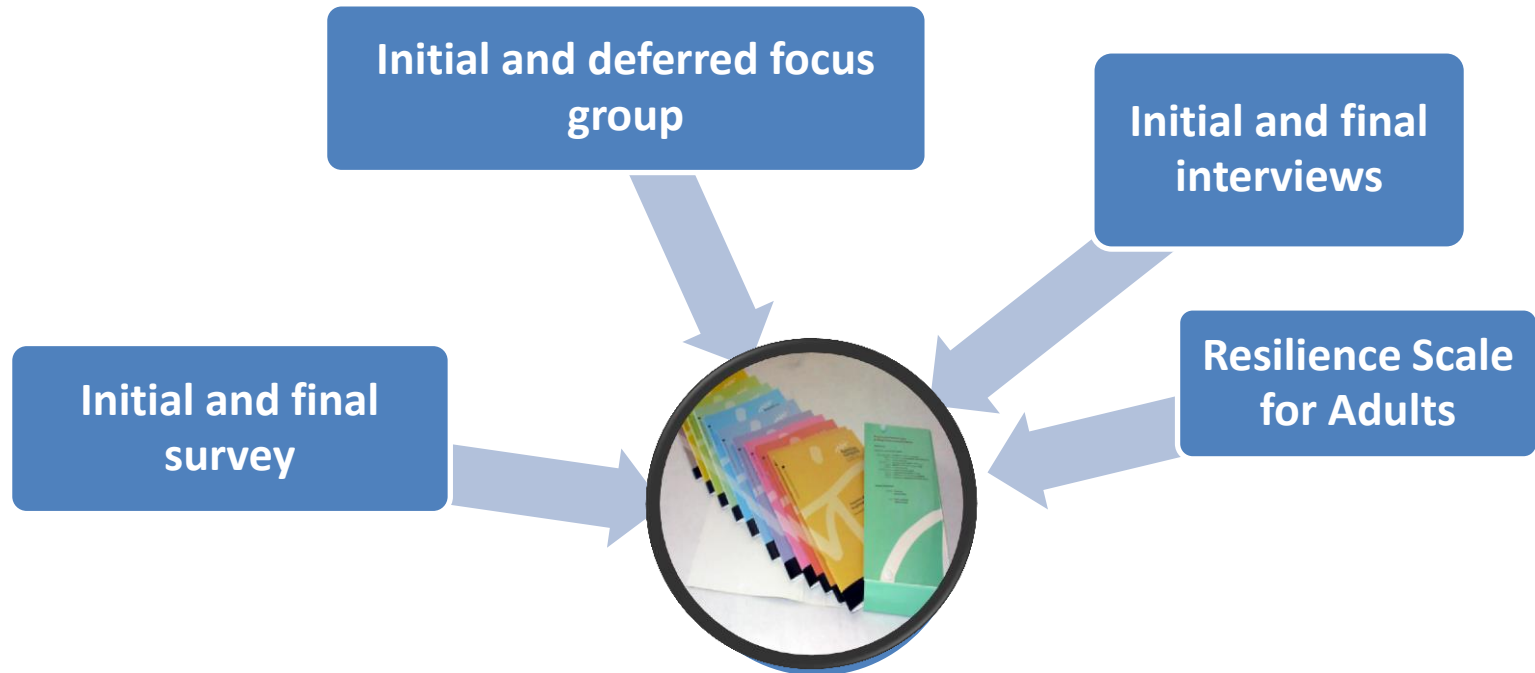 Initial and deferred focus
group
Initial and final
interviews
Initial and final
survey
Resilience Scale
for Adults